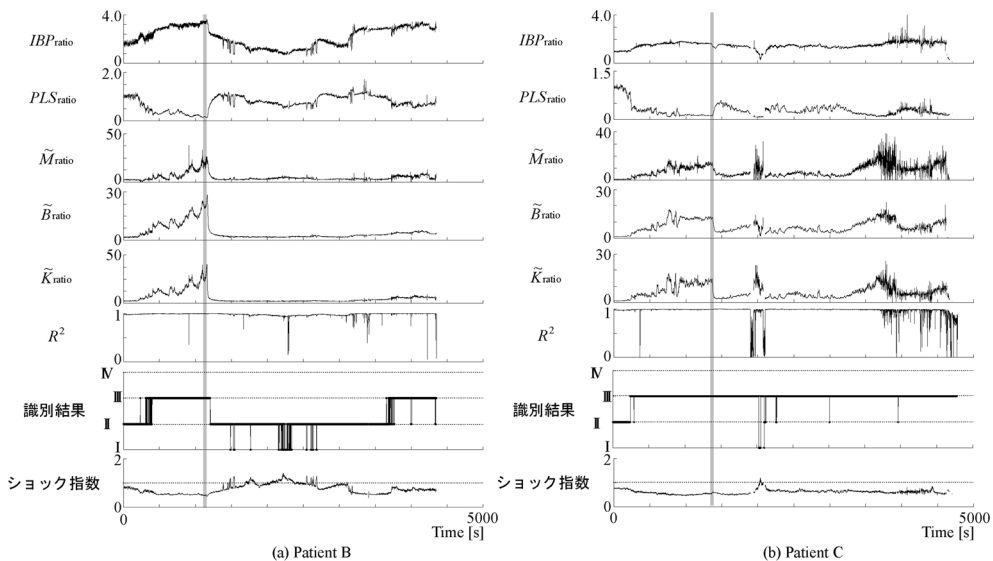 IBPratio 4.0 0
PLSratio 2.0 0
M̃ratio 50 0
B̃ratio 30 0
K̃ratio 50 0
R² 1 0
識別結果 Ⅳ Ⅲ Ⅱ Ⅰ
ショック指数 2 1 0
0 5000
Time [s]
(a) Patient B
IBPratio 4.0 0
PLSratio 1.5 0
M̃ratio 40 0
B̃ratio 30 0
K̃ratio 30 0
R² 1 0
識別結果 Ⅳ Ⅲ Ⅱ Ⅰ
ショック指数 2 1 0
0 5000
Time [s]
(b) Patient C